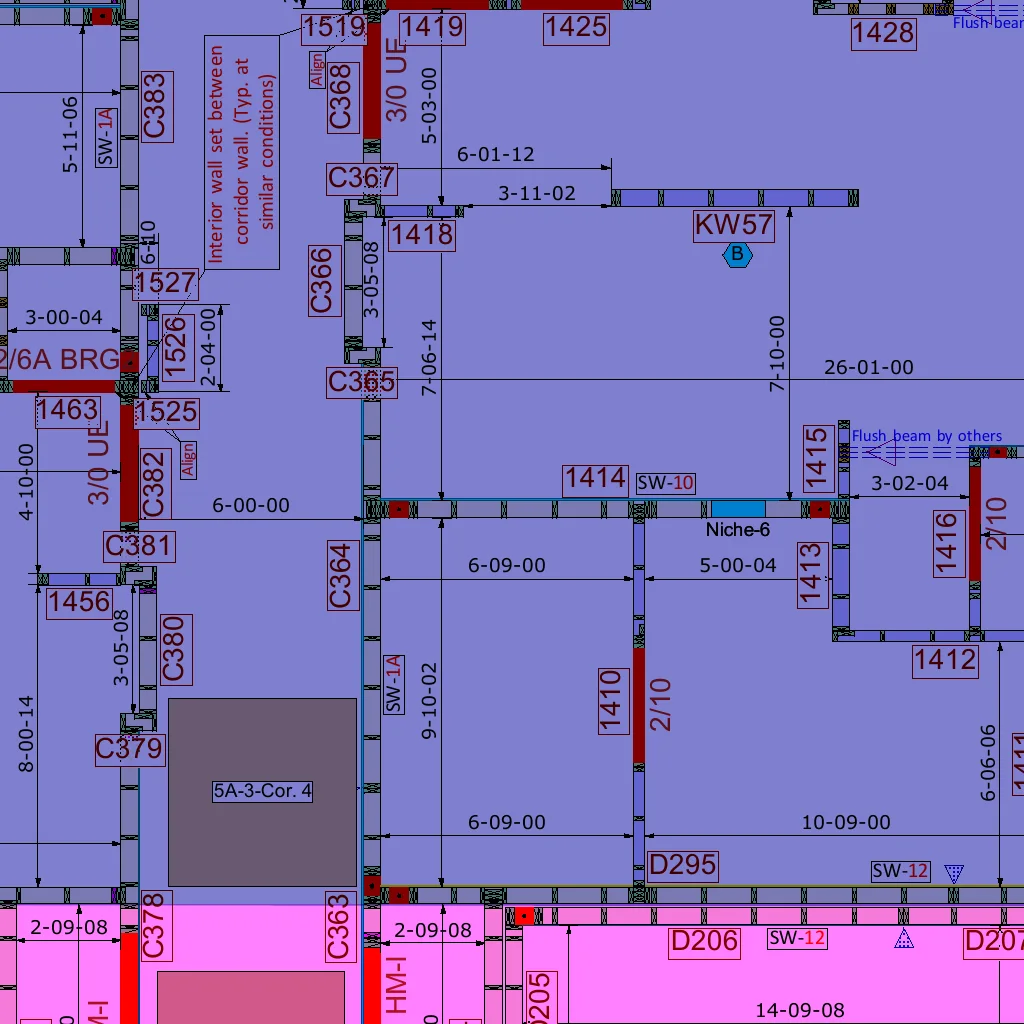 1519
1419
1425
1428
Flush bear
C383
5-11-06
SW-1A
Interior wall set between
corridor wall. (Typ. at
similar conditions)
Align
C368
3/0 UE
5-03-00
6-01-12
C367
3-11-02
1418
KW57
B
6-10
1527
C366
3-05-08
3-00-04
1526
2-04-00
7-06-14
7-10-00
2/6A BRG
C365
26-01-00
1463
1525
3/0 UE
Align
4-10-00
C382
1415
Flush beam by others
1414
SW-10
3-02-04
6-00-00
Niche-6
1416
2/10
C381
C364
6-09-00
5-00-04
1413
1456
3-05-08
C380
1412
SW-1A
9-10-02
1410
2/10
8-00-14
C379
6-06-06
1411
5A-3-Cor. 4
6-09-00
10-09-00
D295
SW-12
C378
C363
2-09-08
2-09-08
D206
SW-12
D207
HM-I
M-I
D205
14-09-08
0
0